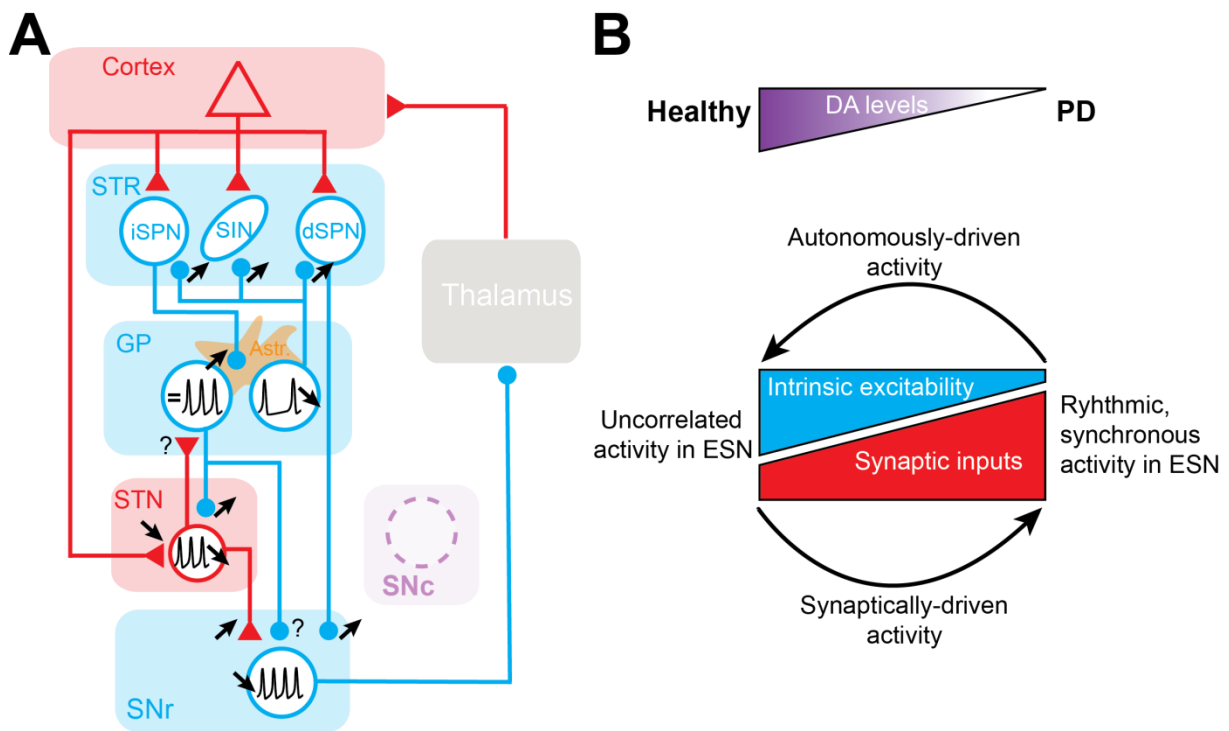 A
Cortex
STR
iSPN
SIN
dSPN
Thalamus
GP
Astr.
=
?
STN
SNc
?
SNr
B
Healthy
DA levels
PD
Autonomously-driven
activity
Intrinsic excitability
Uncorrelated
activity in ESN
Synaptic inputs
Ryhthmic,
synchronous
activity in ESN
Synaptically-driven
activity